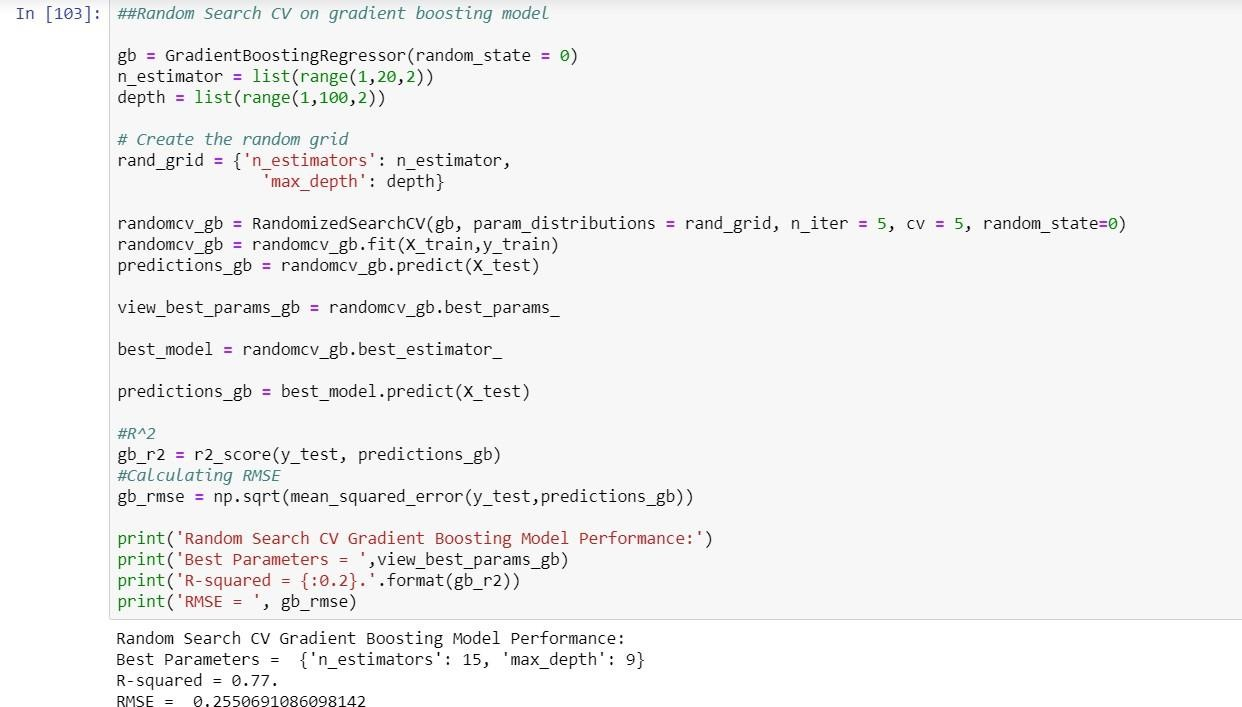 In [103]: ##Random Search CV on gradient boosting model
gb = GradientBoostingRegressor(random_state = 0)
n_estimator = list(range(1,20,2))
depth = list(range(1,100,2))
# Create the random grid
rand_grid = {'n_estimators': n_estimator,
'max_depth': depth}
randomcv_gb = RandomizedSearchCV(gb, param_distributions = rand_grid, n_iter = 5, cv = 5, random_state=0)
randomcv_gb = randomcv_gb.fit(X_train,y_train)
predictions_gb = randomcv_gb.predict(X_test)
view_best_params_gb = randomcv_gb.best_params_
best_model = randomcv_gb.best_estimator_
predictions_gb = best_model.predict(X_test)
#R^2
gb_r2 = r2_score(y_test, predictions_gb)
#Calculating RMSE
gb_rmse = np.sqrt(mean_squared_error(y_test,predictions_gb))
print('Random Search CV Gradient Boosting Model Performance:')
print('Best Parameters = ',view_best_params_gb)
print('R-squared = {:0.2}.'.format(gb_r2))
print('RMSE = ', gb_rmse)
Random Search CV Gradient Boosting Model Performance:
Best Parameters =  {'n_estimators': 15, 'max_depth': 9}
R-squared = 0.77.
RMSE =  0.2550691086098142